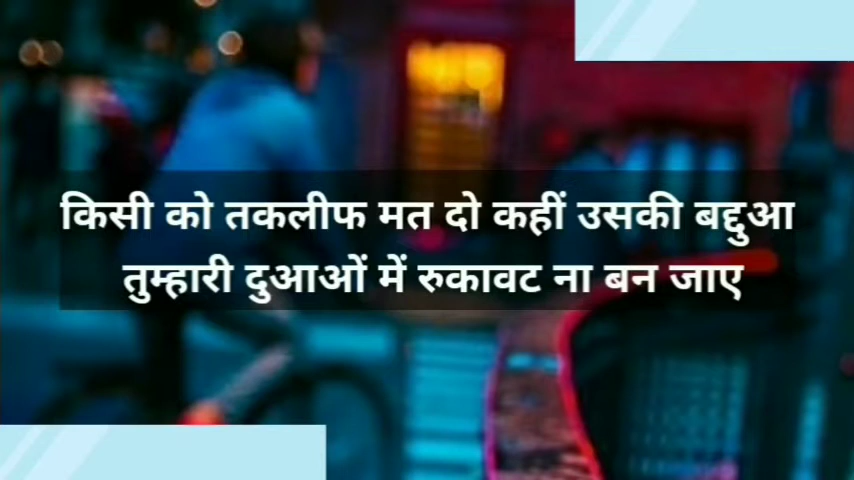 किसी को तकलीफ मत दो कहीं उसकी बद्दुआ
तुम्हारी दुआओं में रुकावट ना बन जाए